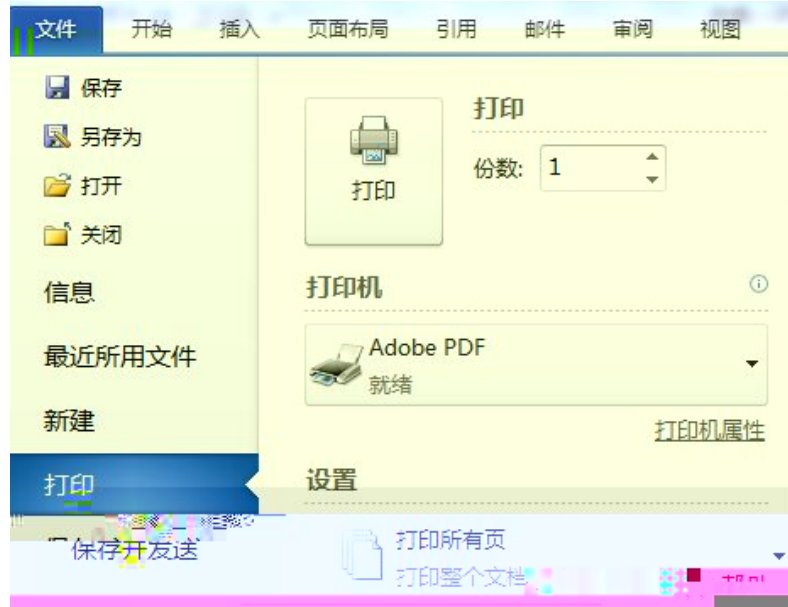 文件 开始 插入 页面布局 引用 邮件 审阅 视图
保存
另存为
打开
关闭
信息
最近所用文件
新建
打印
保存并发送
打印
打印
份数: 1
打印机
Adobe PDF
就绪
打印机属性
设置
打印所有页
打印整个文档